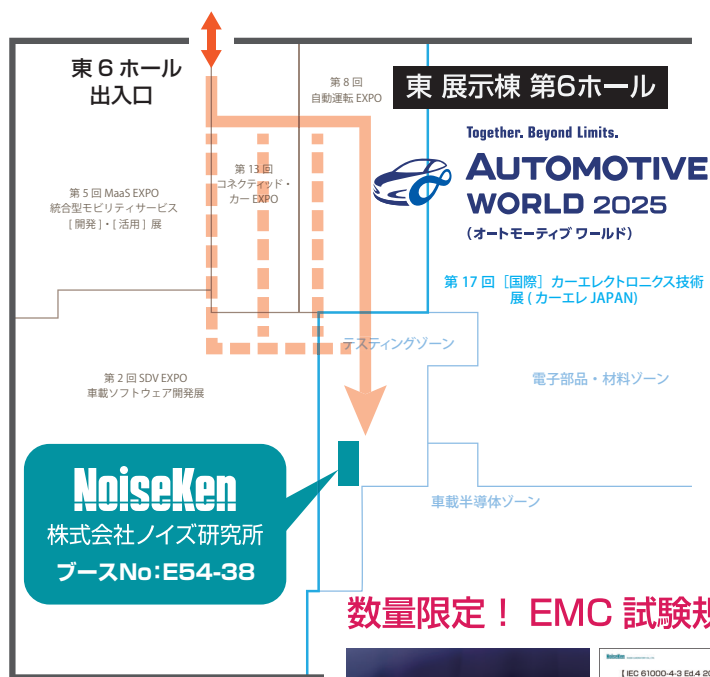 東 6 ホール
出入口
第 8 回
自動運転 EXPO
東 展示棟 第6ホール
Together. Beyond Limits.
AUTOMOTIVE
WORLD 2025
(オートモーティブ ワールド)
第 13 回
コネクティッド・
カー EXPO
第 5 回 MaaS EXPO
統合型モビリティサービス
[ 開発 ]・[ 活用 ] 展
第 17 回 [国際] カーエレクトロニクス技術
展 ( カーエレ JAPAN)
テスティングゾーン
電子部品・材料ゾーン
第 2 回 SDV EXPO
車載ソフトウェア開発展
NoiseKen
株式会社ノイズ研究所
ブースNo:E54-38
車載半導体ゾーン
数量限定! EMC 試験規
NoiseKen
[ IEC 61000-4-3 Ed.4 20